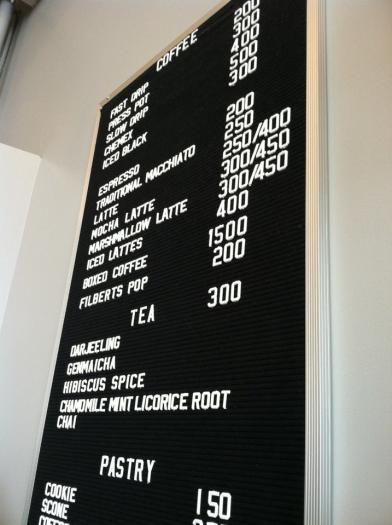 COFFEE
FAST DRIP 200
PRESS POT 300
SLOW DRIP 400
CHEMEX 500
ICED BLACK 300
ESPRESSO 200
TRADITIONAL MACCHIATO 250
LATTE 250/400
MOCHA LATTE 300/450
MARSHMALLOW LATTE 300/450
ICED LATTES 400
BOXED COFFEE 1500
FILBERTS POP 200
TEA 300
DARJEELING
GENMAICHA
HIBISCUS SPICE
CHAMOMILE MINT LICORICE ROOT
CHAI
PASTRY
COOKIE 150
SCONE